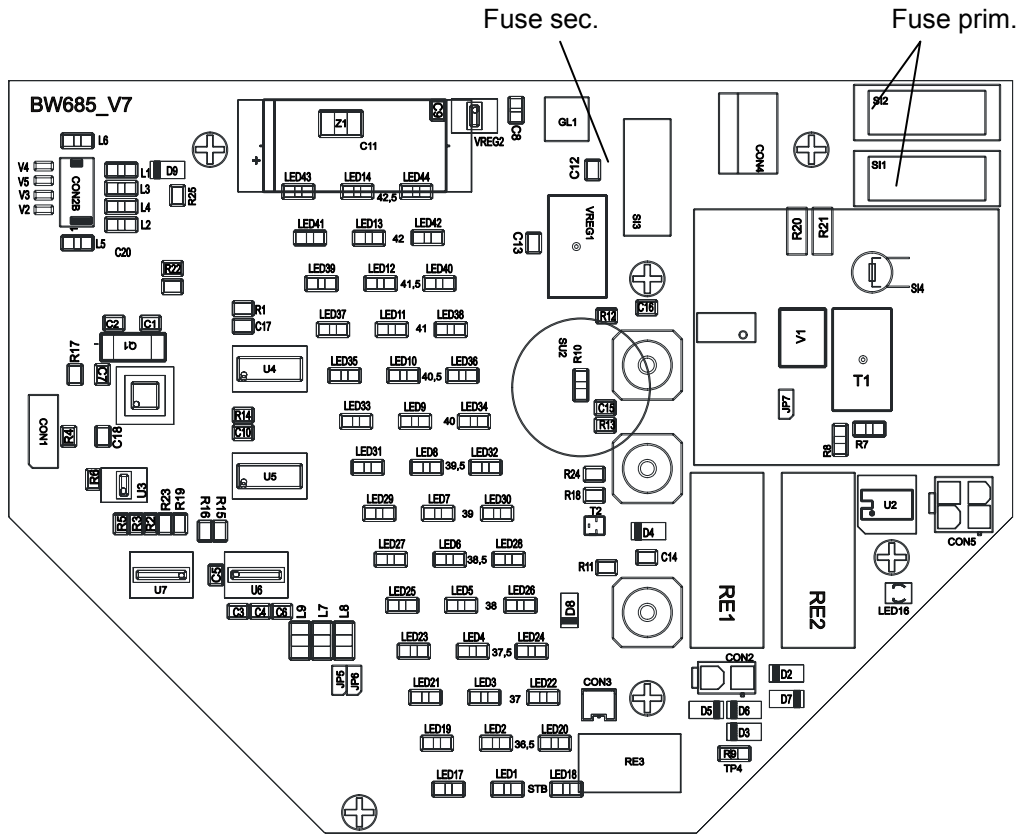 Fuse sec.
Fuse prim.
BW685_V7
SI2
SI1
L6
V4
V5
V3
V2
CON2B
1
L1
L3
L4
L2
L5
C20
D9
R25
Z1
C11
+
C9
VREG2
C8
GL1
C12
C13
VREG1
SI3
CON4
R20
R21
SI4
LED43
LED14
LED44
42,5
LED41
LED13
42
LED42
LED39
LED12
41,5
LED40
LED37
LED11
41
LED38
LED35
LED10
40,5
LED36
LED33
LED9
40
LED34
LED31
LED8
39,5
LED32
LED29
LED7
39
LED30
LED27
LED6
38,5
LED28
LED25
LED5
38
LED26
LED23
LED4
37,5
LED24
LED21
LED3
37
LED22
LED19
LED2
36,5
LED20
LED17
LED1
STB
LED18
R22
R1
C17
C2
C1
Q1
R17
C7
U4
R14
C10
CON1
R4
C18
U5
R6
U3
R5
R3
R2
R23
R19
R16
R15
U7
C5
U6
C3
C4
C6
L9
L7
L8
JP5
JP6
R12
C16
SU2
R10
C15
R13
R24
R18
T2
D4
R11
C14
D8
V1
T1
JP7
R8
R7
RE1
RE2
U2
CON5
LED16
CON2
D2
D7
D5
D6
D3
R9
TP4
CON3
RE3